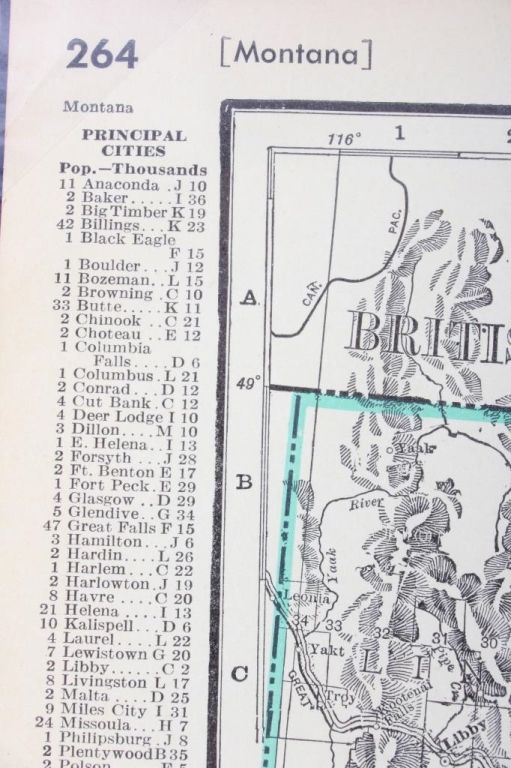 264
[Montana]
Montana
PRINCIPAL
CITIES
Pop.—Thousands
11 Anaconda . J 10
2 Baker.....I 36
2 Big Timber K 19
42 Billings... K 23
1 Black Eagle
F 15
1 Boulder... J 12
11 Bozeman.. L 15
2 Browning . C 10
33 Butte..... K 11
2 Chinook .. C 21
2 Choteau .. E 12
1 Columbia
Falls.... D 6
1 Columbus. L 21
2 Conrad... D 12
4 Cut Bank. C 12
4 Deer Lodge I 10
3 Dillon.... M 10
1 E. Helena.. I 13
2 Forsyth ... J 28
2 Ft. Benton E 17
1 Fort Peck. E 29
4 Glasgow .. D 29
5 Glendive.. G 34
47 Great Falls F 15
3 Hamilton... J 6
2 Hardin.... L 26
1 Harlem... C 22
2 Harlowton. J 19
8 Havre .... C 20
21 Helena .... I 13
10 Kalispell... D 6
4 Laurel.... L 22
7 Lewistown G 20
2 Libby...... C 2
8 Livingston L 17
2 Malta .... D 25
9 Miles City I 31
24 Missoula... H 7
1 Philipsburg . J 8
2 Plentywood B 35
2 Polson
116°
1
2
A
CAN. PAC.
BRITIS
49°
B
Yaak
River
Yaak
Leonia
34
33
32
31
30
Yakt
L I
C
GREAT
Troy
Kootenai
Falls
Pipe
Libby